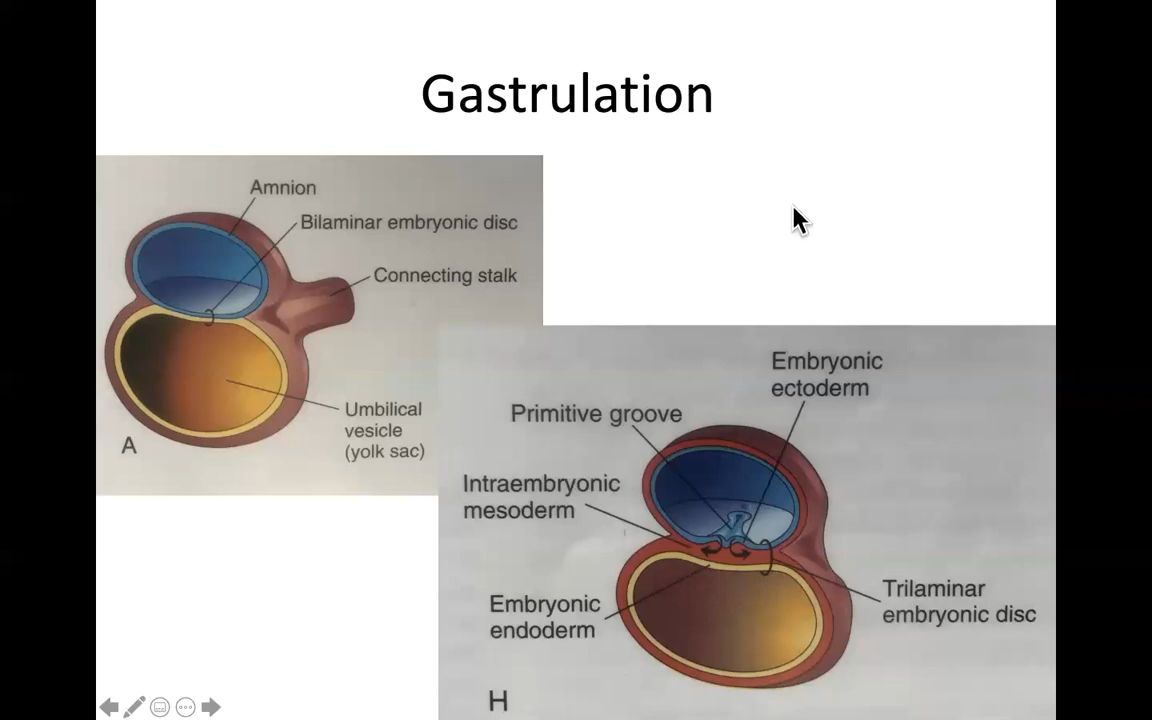 Gastrulation
Amnion
Bilaminar embryonic disc
Connecting stalk
Umbilical
vesicle
(yolk sac)
A
Embryonic
ectoderm
Primitive groove
Intraembryonic
mesoderm
Embryonic
endoderm
Trilaminar
embryonic disc
H